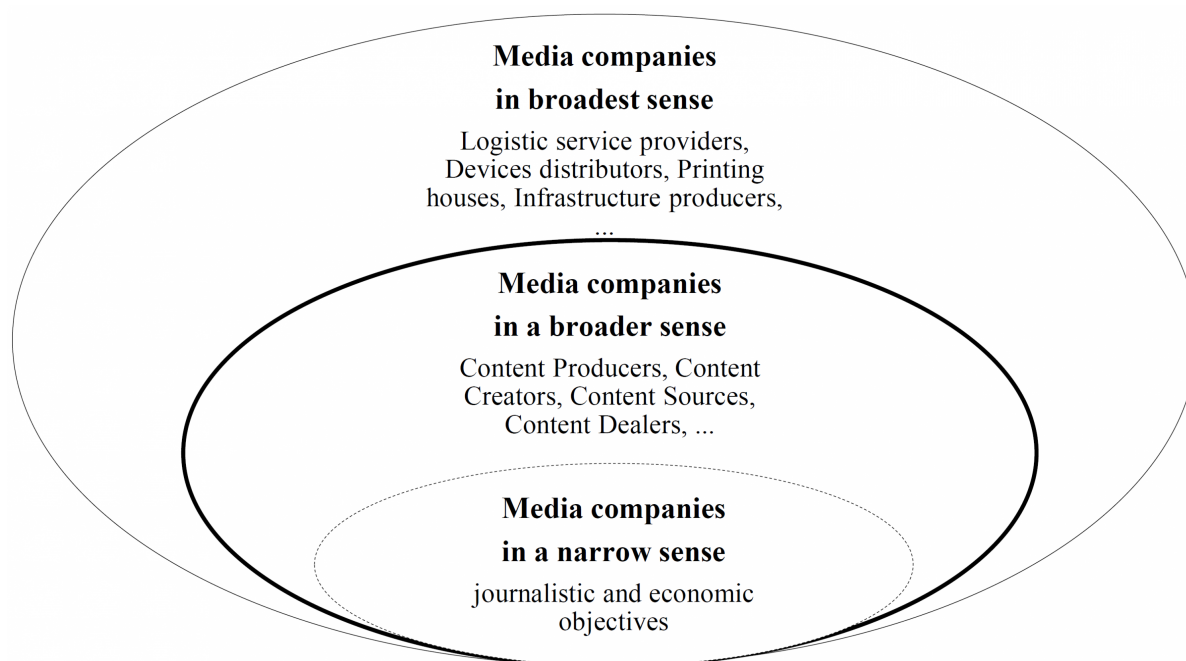 Media companies
in broadest sense
Logistic service providers,
Devices distributors, Printing
houses, Infrastructure producers,
...
Media companies
in a broader sense
Content Producers, Content
Creators, Content Sources,
Content Dealers, ...
Media companies
in a narrow sense
journalistic and economic
objectives